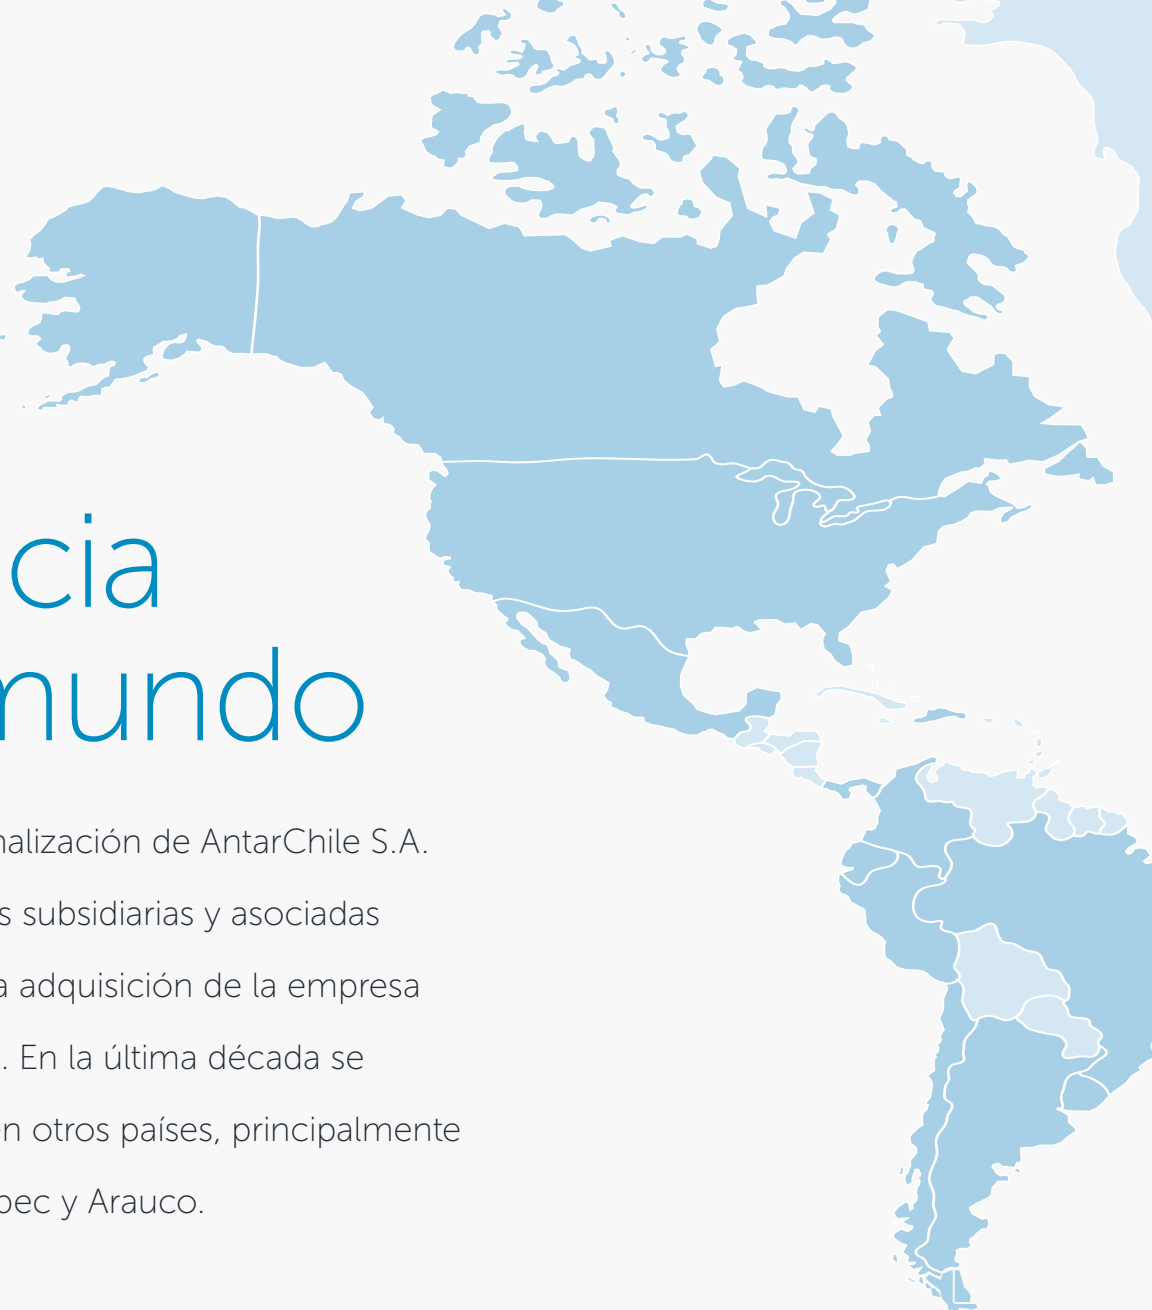 cia
mundo
nalización de AntarChile S.A.
s subsidiarias y asociadas
a adquisición de la empresa
. En la última década se
en otros países, principalmente
pec y Arauco.